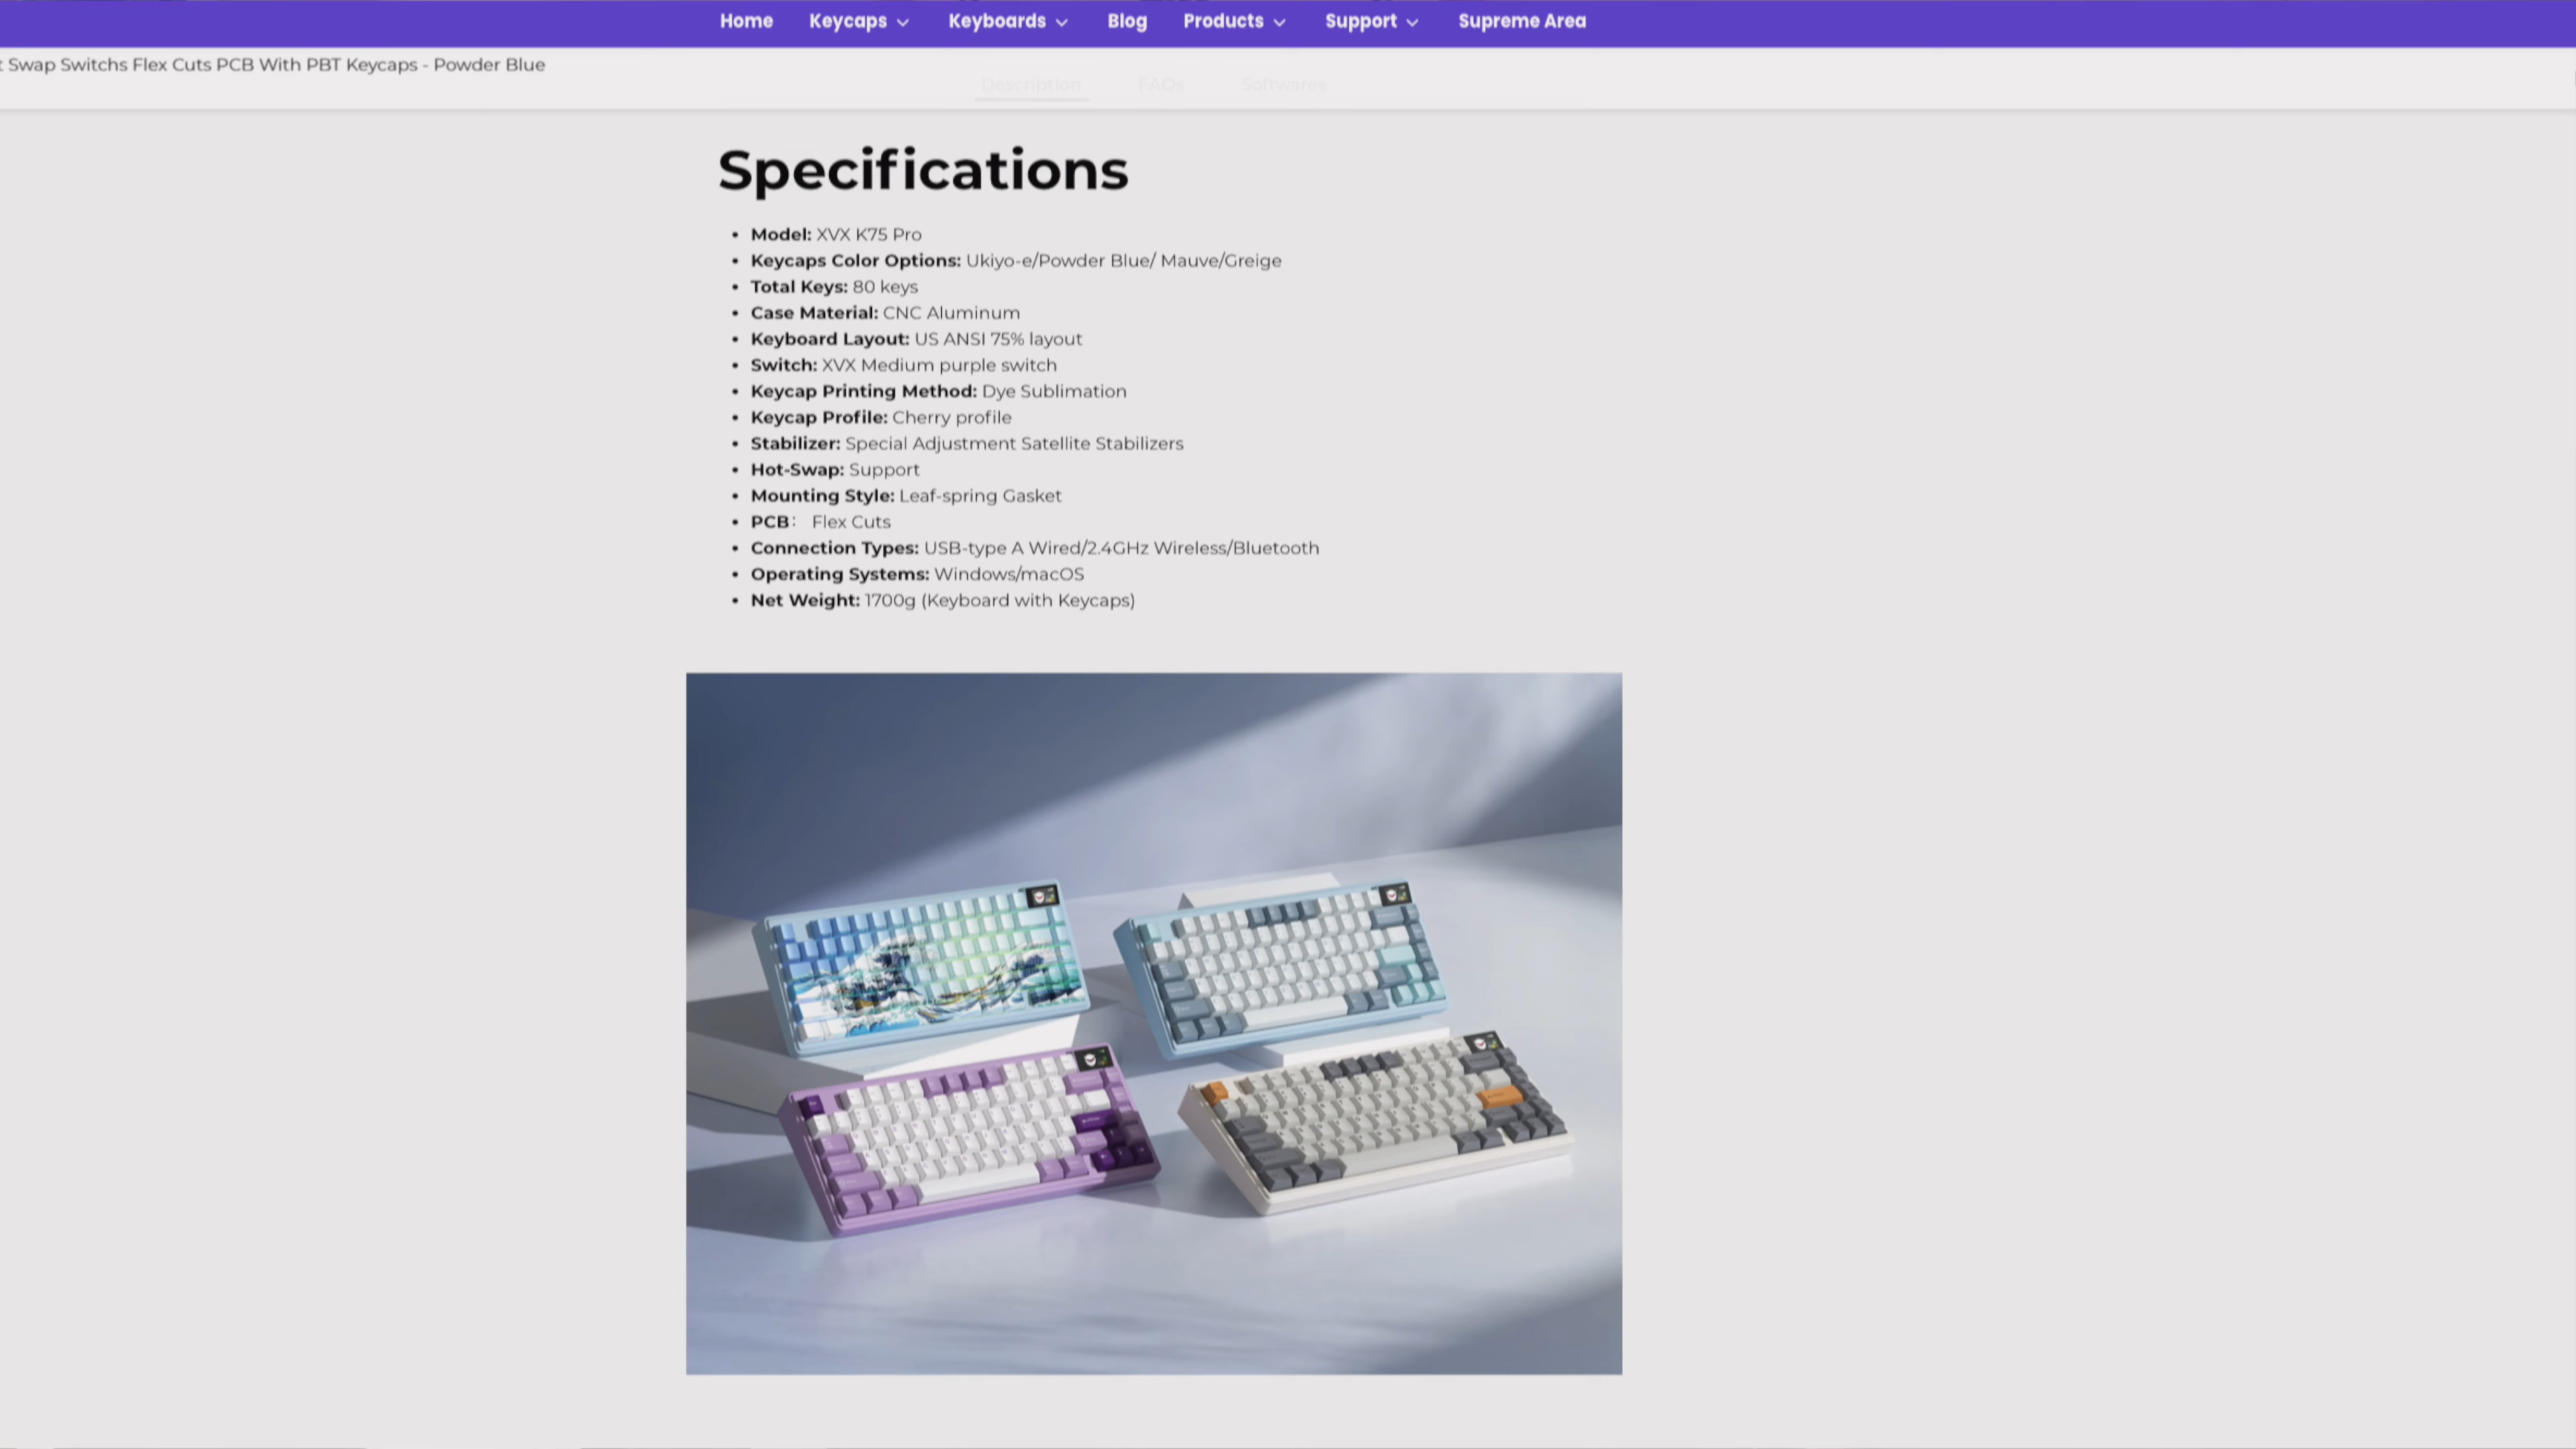 Home Keycaps Keyboards Blog Products Support Supreme Area
Swap Switchs Flex Cuts PCB With PBT Keycaps - Powder Blue
Description FAQs Softwares
Specifications
• Model: XVX K75 Pro
• Keycaps Color Options: Ukiyo-e/Powder Blue/ Mauve/Greige
• Total Keys: 80 keys
• Case Material: CNC Aluminum
• Keyboard Layout: US ANSI 75% layout
• Switch: XVX Medium purple switch
• Keycap Printing Method: Dye Sublimation
• Keycap Profile: Cherry profile
• Stabilizer: Special Adjustment Satellite Stabilizers
• Hot-Swap: Support
• Mounting Style: Leaf-spring Gasket
• PCB： Flex Cuts
• Connection Types: USB-type A Wired/2.4GHz Wireless/Bluetooth
• Operating Systems: Windows/macOS
• Net Weight: 1700g (Keyboard with Keycaps)